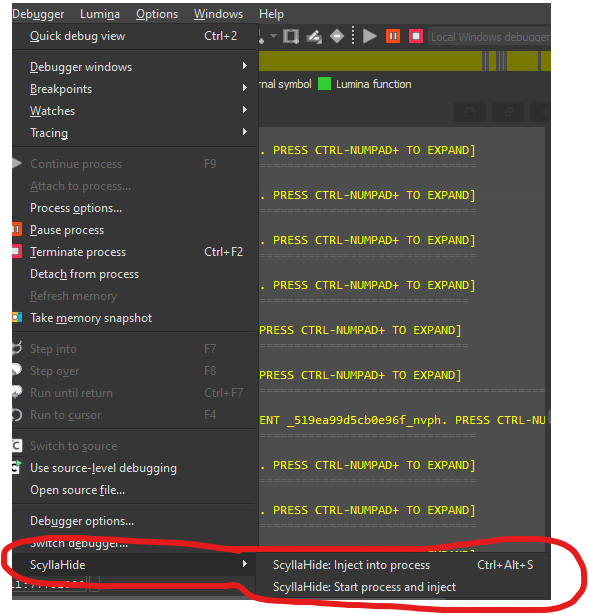 Debugger Lumina Options Windows Help
Quick debug view Ctrl+2
Local Windows debugger
Debugger windows
Breakpoints
nal symbol Lumina function
Watches
Tracing
. PRESS CTRL-NUMPAD+ TO EXPAND]
Continue process F9
Attach to process...
. PRESS CTRL-NUMPAD+ TO EXPAND]
Process options...
Pause process
. PRESS CTRL-NUMPAD+ TO EXPAND]
Terminate process Ctrl+F2
Detach from process
. PRESS CTRL-NUMPAD+ TO EXPAND]
Refresh memory
Take memory snapshot
PRESS CTRL-NUMPAD+ TO EXPAND]
Step into F7
Step over F8
PRESS CTRL-NUMPAD+ TO EXPAND]
Run until return Ctrl+F7
Run to cursor F4
ENT _519ea99d5cb0e96f_nvph. PRESS CTRL-NU
Switch to source
Use source-level debugging
. PRESS CTRL-NUMPAD+ TO EXPAND]
Open source file...
. PRESS CTRL-NUMPAD+ TO EXPAND]
Debugger options...
Switch debugger...
. PRESS CTRL-NUMPAD+ TO EXPAND]
ScyllaHide
ScyllaHide: Inject into process Ctrl+Alt+S
ScyllaHide: Start process and inject